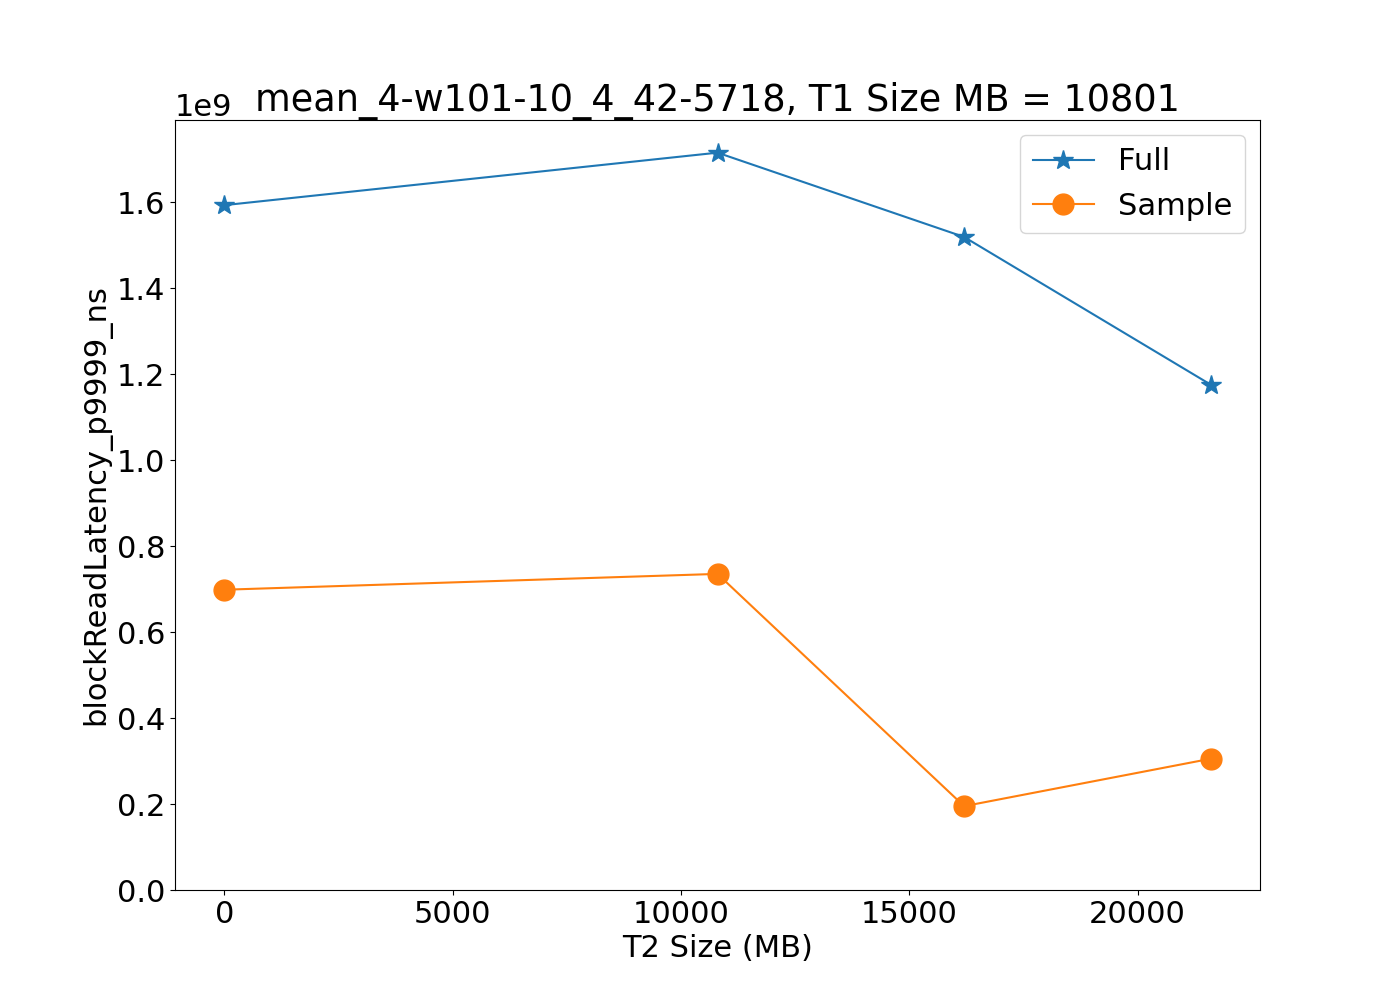 1e9
mean_4-w101-10_4_42-5718, T1 Size MB = 10801
Full
Sample
blockReadLatency_p9999_ns
1.6
1.4
1.2
1.0
0.8
0.6
0.4
0.2
0.0
0 5000 10000 15000 20000
T2 Size (MB)